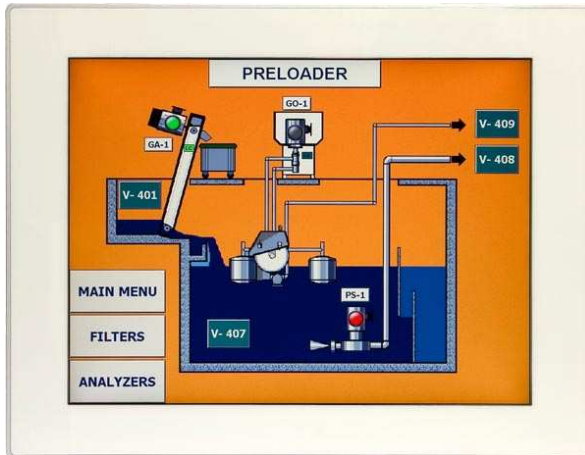 PRELOADER
GO-1
GA-1
V- 409
V- 408
V- 401
MAIN MENU
PS-1
FILTERS
V- 407
ANALYZERS